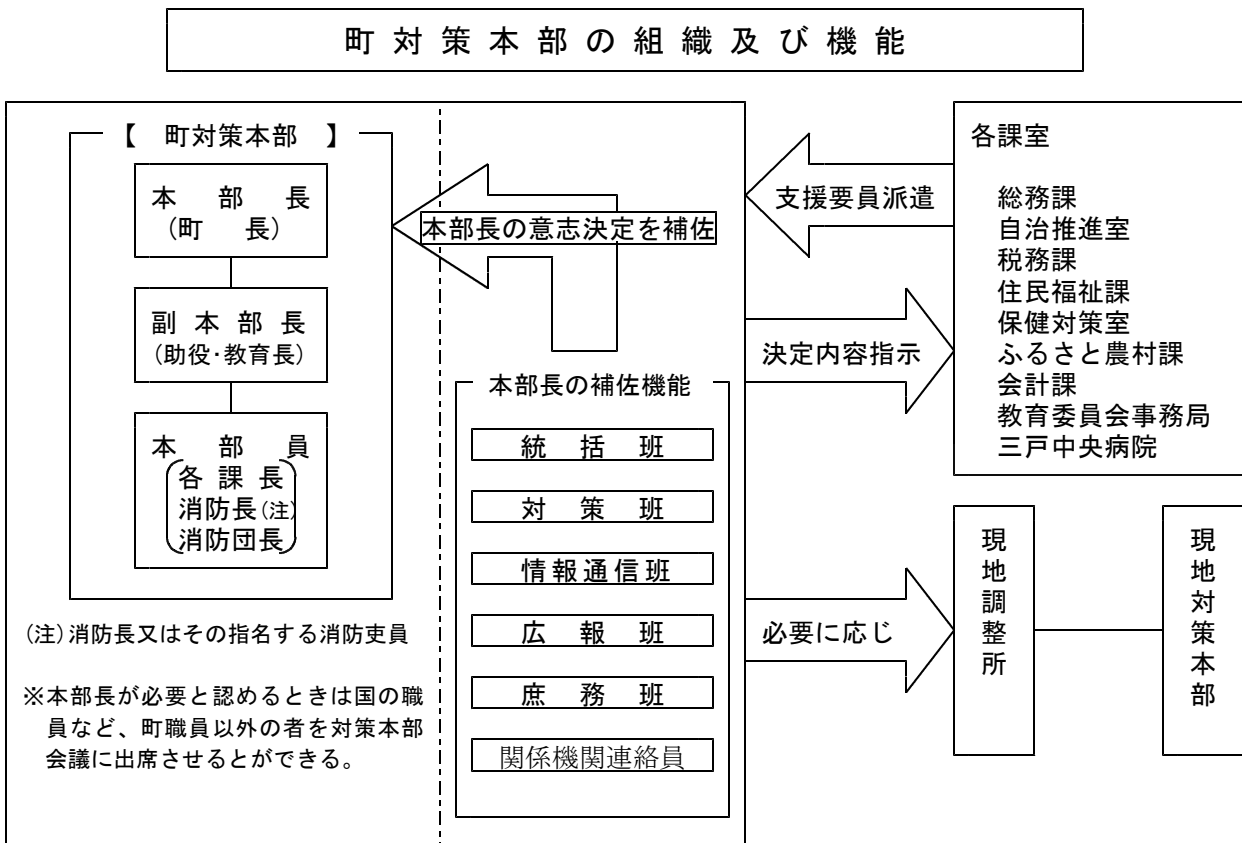 町対策本部の組織及び機能
【 町対策本部 】
本部長
(町 長)
副本部長
(助役・教育長)
本部員
各課長
消防長(注)
消防団長
(注)消防長又はその指名する消防吏員
※本部長が必要と認めるときは国の職
員など、町職員以外の者を対策本部
会議に出席させるとができる。
本部長の意志決定を補佐
本部長の補佐機能
統括班
対策班
情報通信班
広報班
庶務班
関係機関連絡員
支援要員派遣
決定内容指示
必要に応じ
各課室
総務課
自治推進室
税務課
住民福祉課
保健対策室
ふるさと農村課
会計課
教育委員会事務局
三戸中央病院
現地調整所
現地対策本部